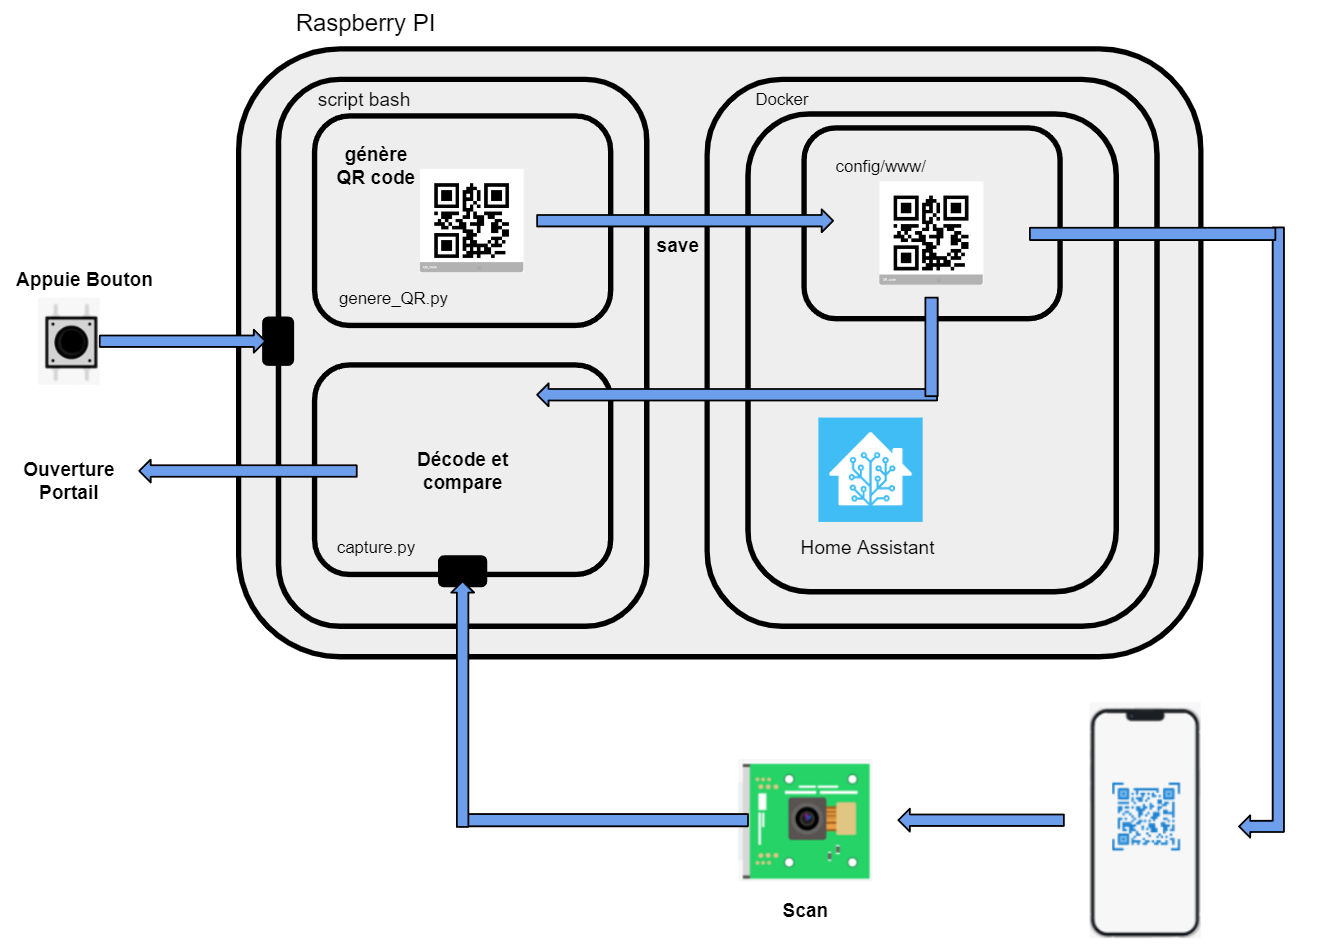 Raspberry PI
script bash
Docker
génère
QR code
config/www/
save
genere_QR.py
Appuie Bouton
Ouverture
Portail
Décode et
compare
capture.py
Home Assistant
Scan